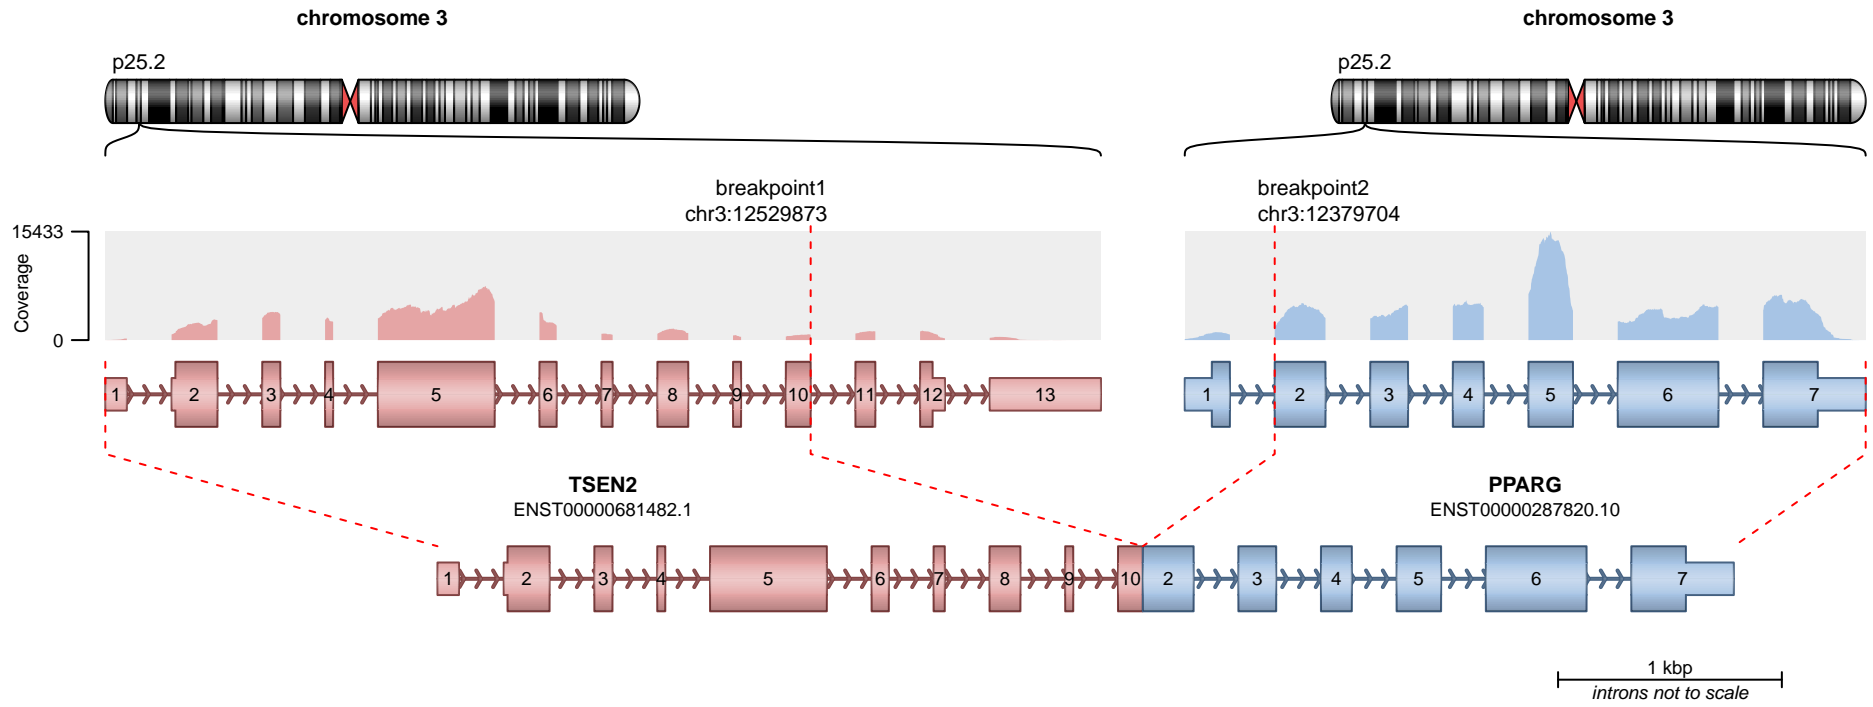 chromosome 3
chromosome 3
p25.2
p25.2
breakpoint1
chr3:12529873
breakpoint2
chr3:12379704
15433
Coverage
0
1 2 3 4 5 6 7 8 9 10 11 12 13
1 2 3 4 5 6 7
TSEN2
ENST00000681482.1
PPARG
ENST00000287820.10
1 2 3 4 5 6 7 8 9 10 2 3 4 5 6 7
1 kbp
introns not to scale